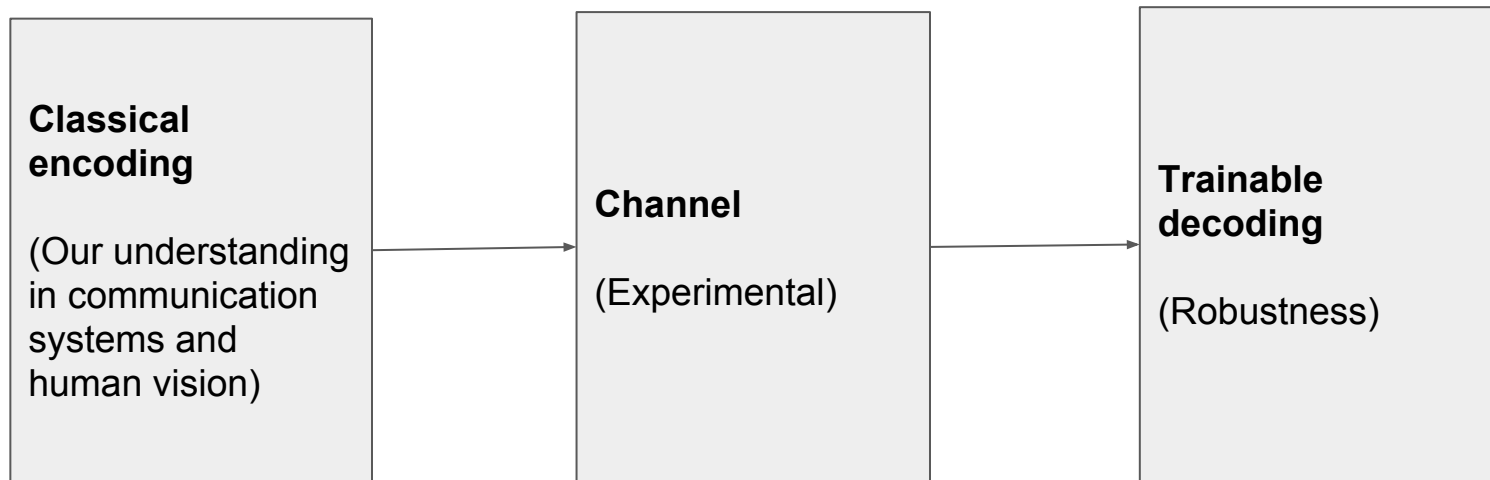 Classical
encoding
(Our understanding
in communication
systems and
human vision)
Channel
(Experimental)
Trainable
decoding
(Robustness)